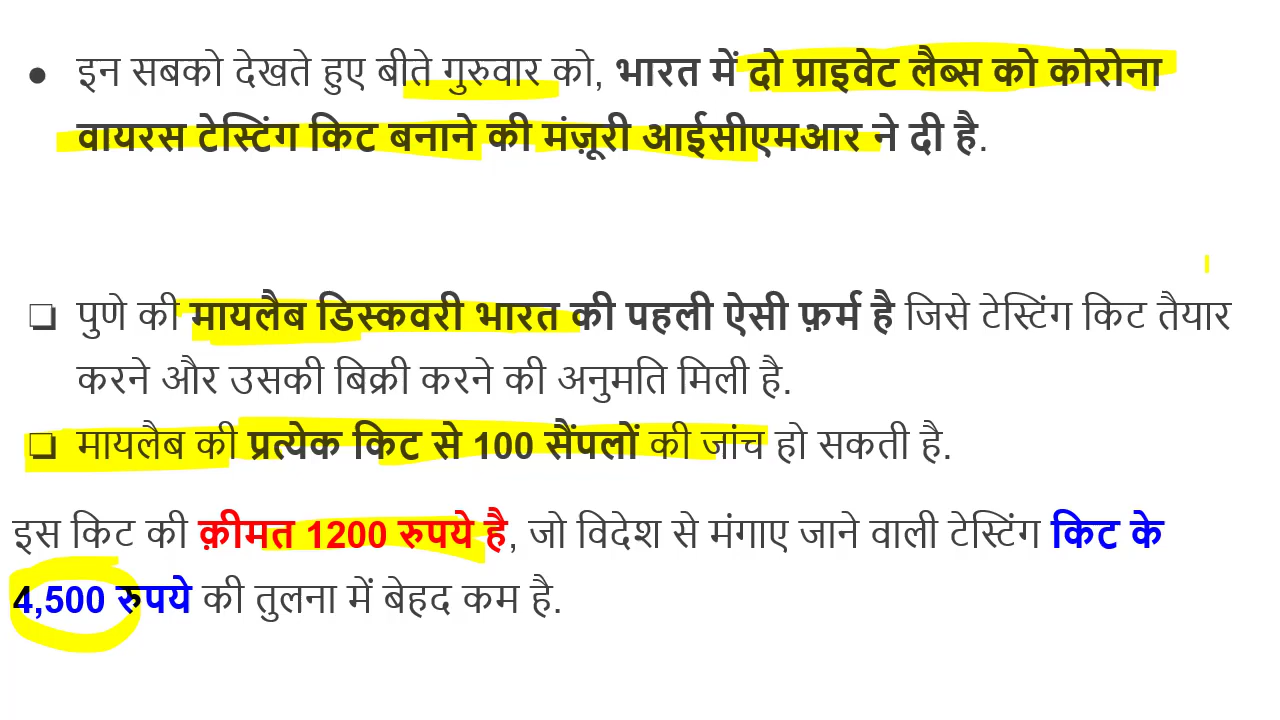 ● इन सबको देखते हुए बीते गुरुवार को, भारत में दो प्राइवेट लैब्स को कोरोना
वायरस टेस्टिंग किट बनाने की मंज़ूरी आईसीएमआर ने दी है.
❏ पुणे की मायलैब डिस्कवरी भारत की पहली ऐसी फ़र्म है जिसे टेस्टिंग किट तैयार
करने और उसकी बिक्री करने की अनुमति मिली है.
❏ मायलैब की प्रत्येक किट से 100 सैंपलों की जांच हो सकती है.
इस किट की क़ीमत 1200 रुपये है, जो विदेश से मंगाए जाने वाली टेस्टिंग किट के
4,500 रुपये की तुलना में बेहद कम है.